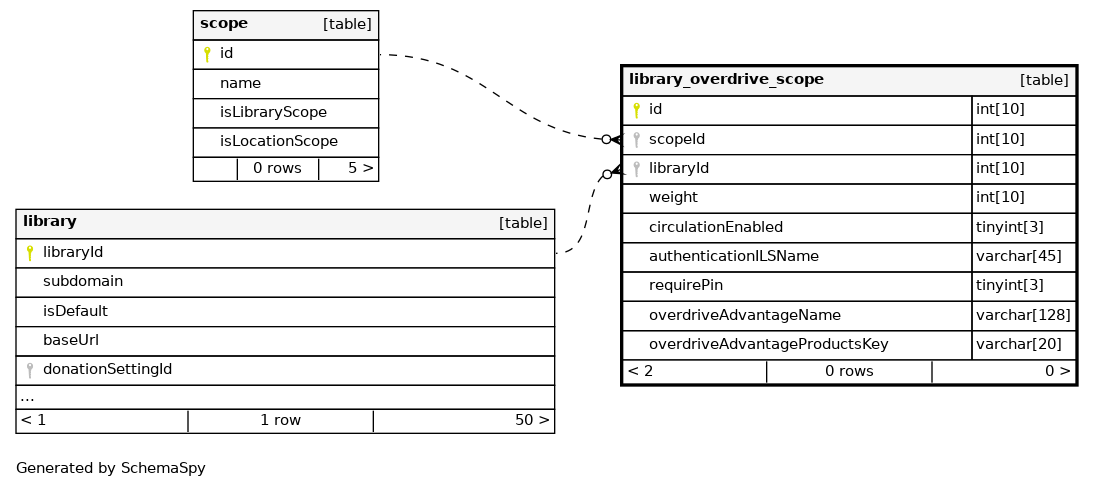 scope [table]
id
name
isLibraryScope
isLocationScope
0 rows 5 >
library_overdrive_scope [table]
id int[10]
scopeId int[10]
libraryId int[10]
weight int[10]
circulationEnabled tinyint[3]
authenticationILSName varchar[45]
requirePin tinyint[3]
overdriveAdvantageName varchar[128]
overdriveAdvantageProductsKey varchar[20]
< 2 0 rows 0 >
library [table]
libraryId
subdomain
isDefault
baseUrl
donationSettingId
...
< 1 1 row 50 >
Generated by SchemaSpy